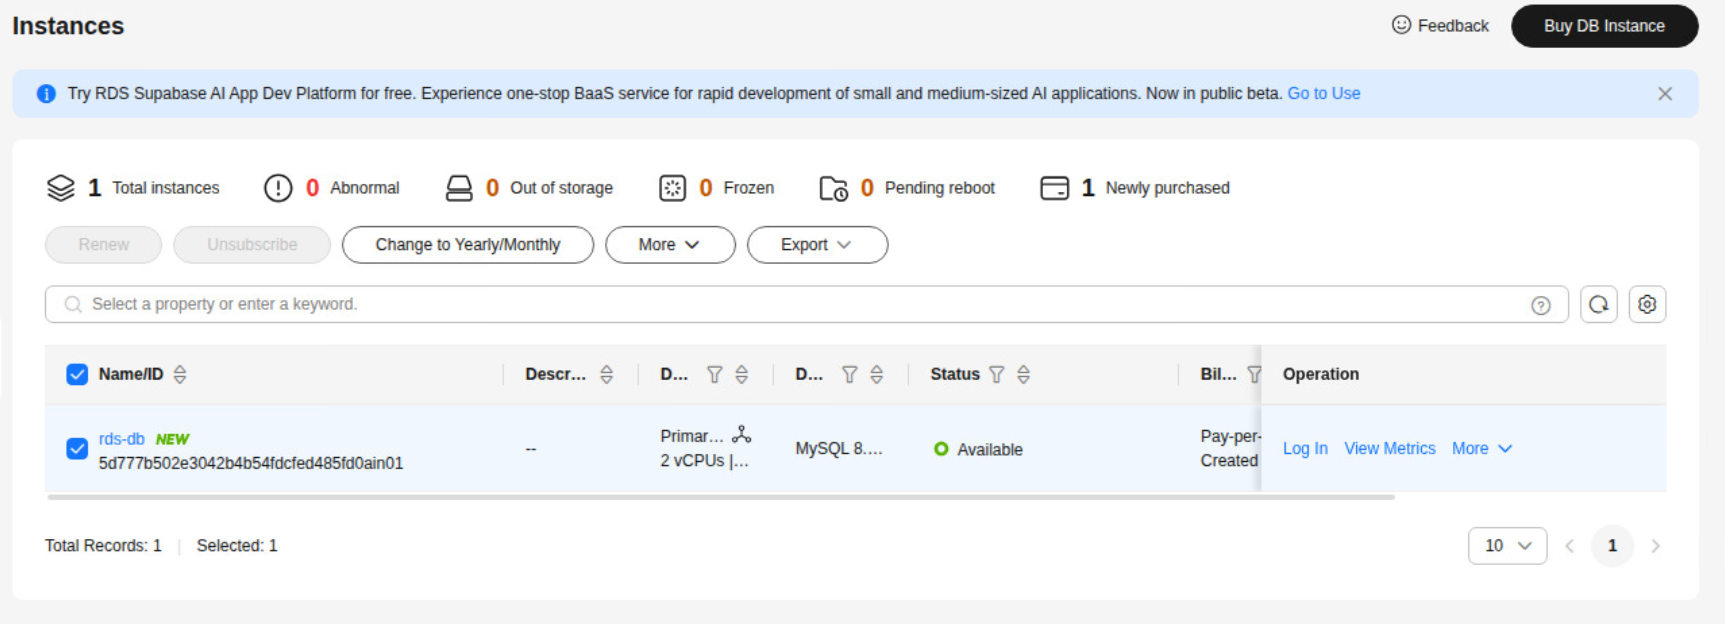 Instances
Feedback
Buy DB Instance
Try RDS Supabase AI App Dev Platform for free. Experience one-stop BaaS service for rapid development of small and medium-sized AI applications. Now in public beta. Go to Use
1 Total instances
0 Abnormal
0 Out of storage
0 Frozen
0 Pending reboot
1 Newly purchased
Renew
Unsubscribe
Change to Yearly/Monthly
More
Export
Select a property or enter a keyword.
Name/ID
Descr...
D...
D...
Status
Bil...
Operation
rds-db NEW
5d777b502e3042b4b54fdcfed485fd0ain01
--
Primar...
2 vCPUs |...
MySQL 8....
Available
Pay-per-
Created
Log In
View Metrics
More
Total Records: 1
Selected: 1
10
1